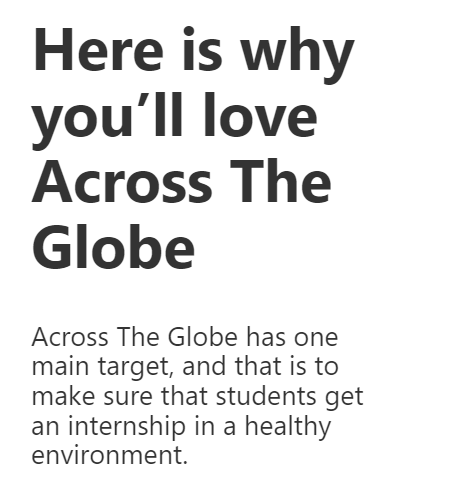 Here is why
you’ll love
Across The
Globe
Across The Globe has one
main target, and that is to
make sure that students get
an internship in a healthy
environment.